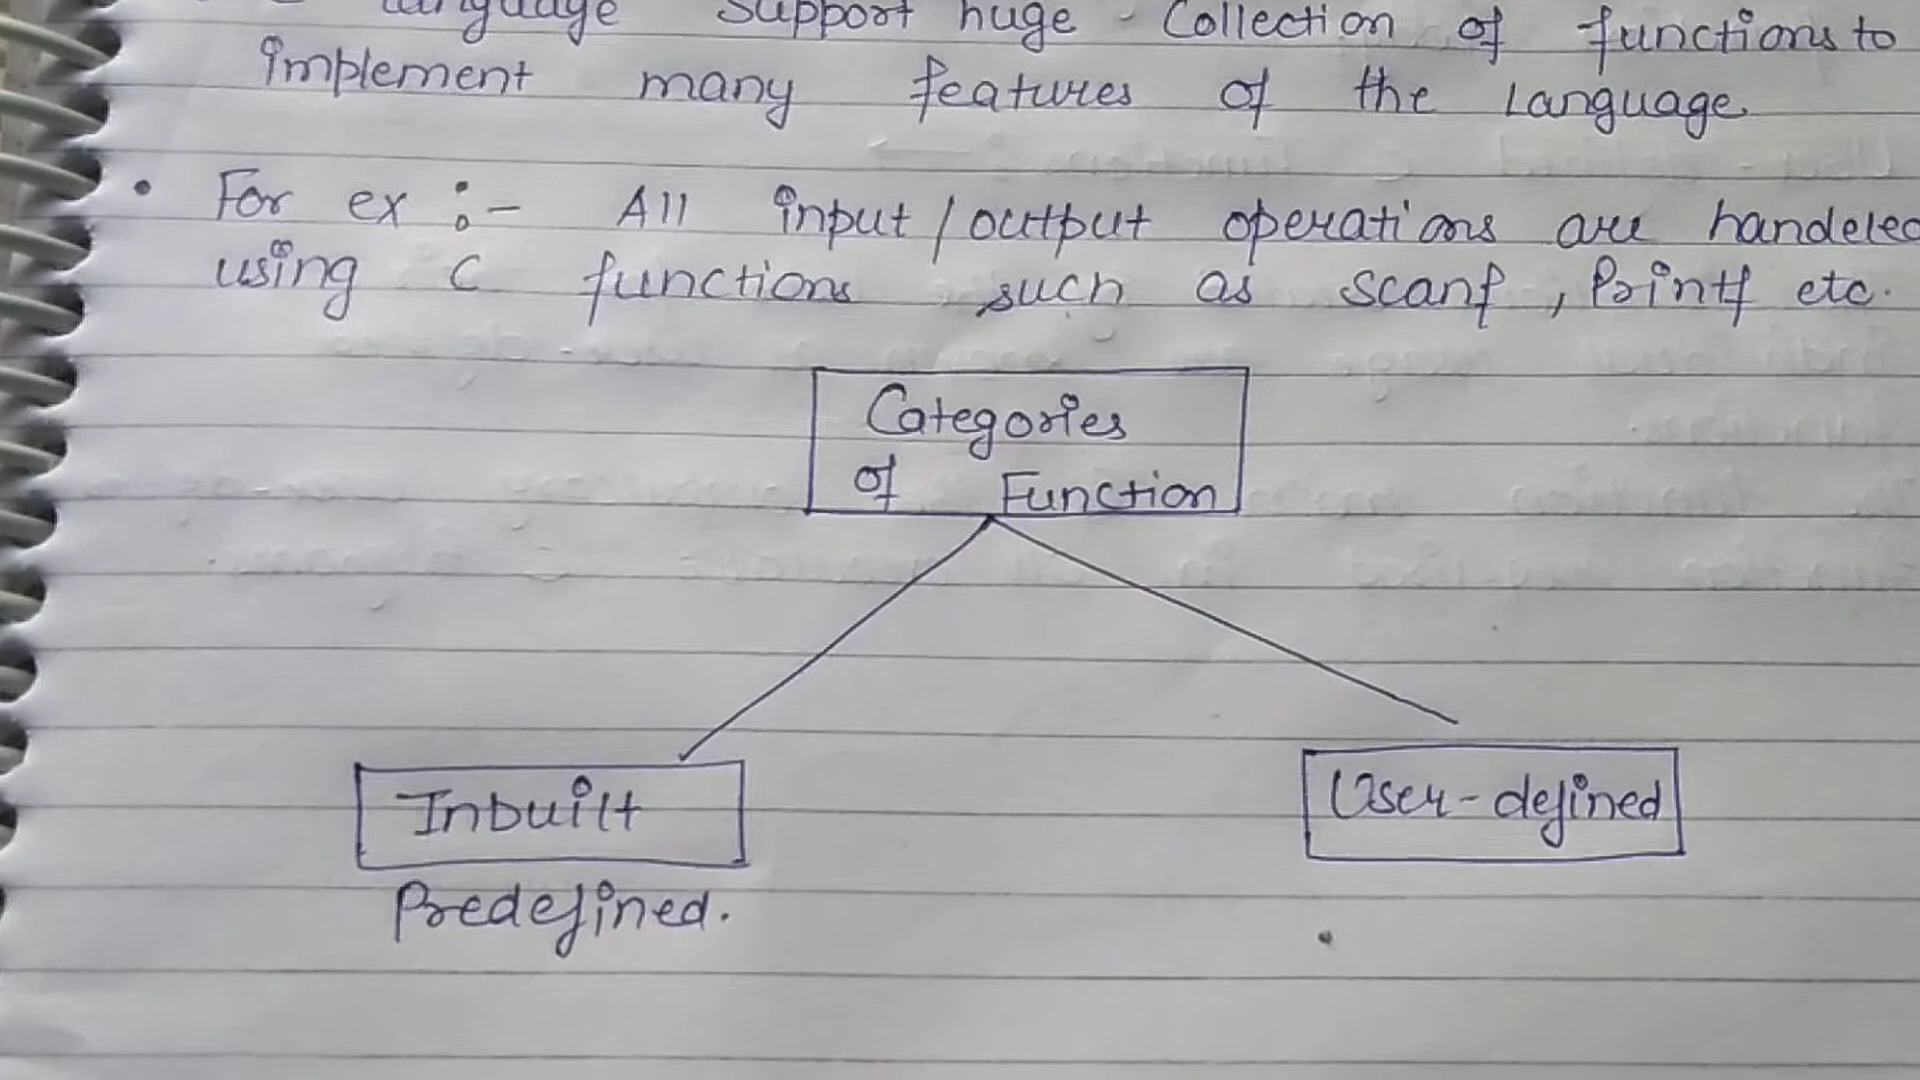 language support huge Collection of functions to
implement many features of the Language.
• For ex :- All input / output operations are handeled
using C functions such as scanf , Printf etc.
Categories
of Function
Inbuilt
User-defined
Predefined.